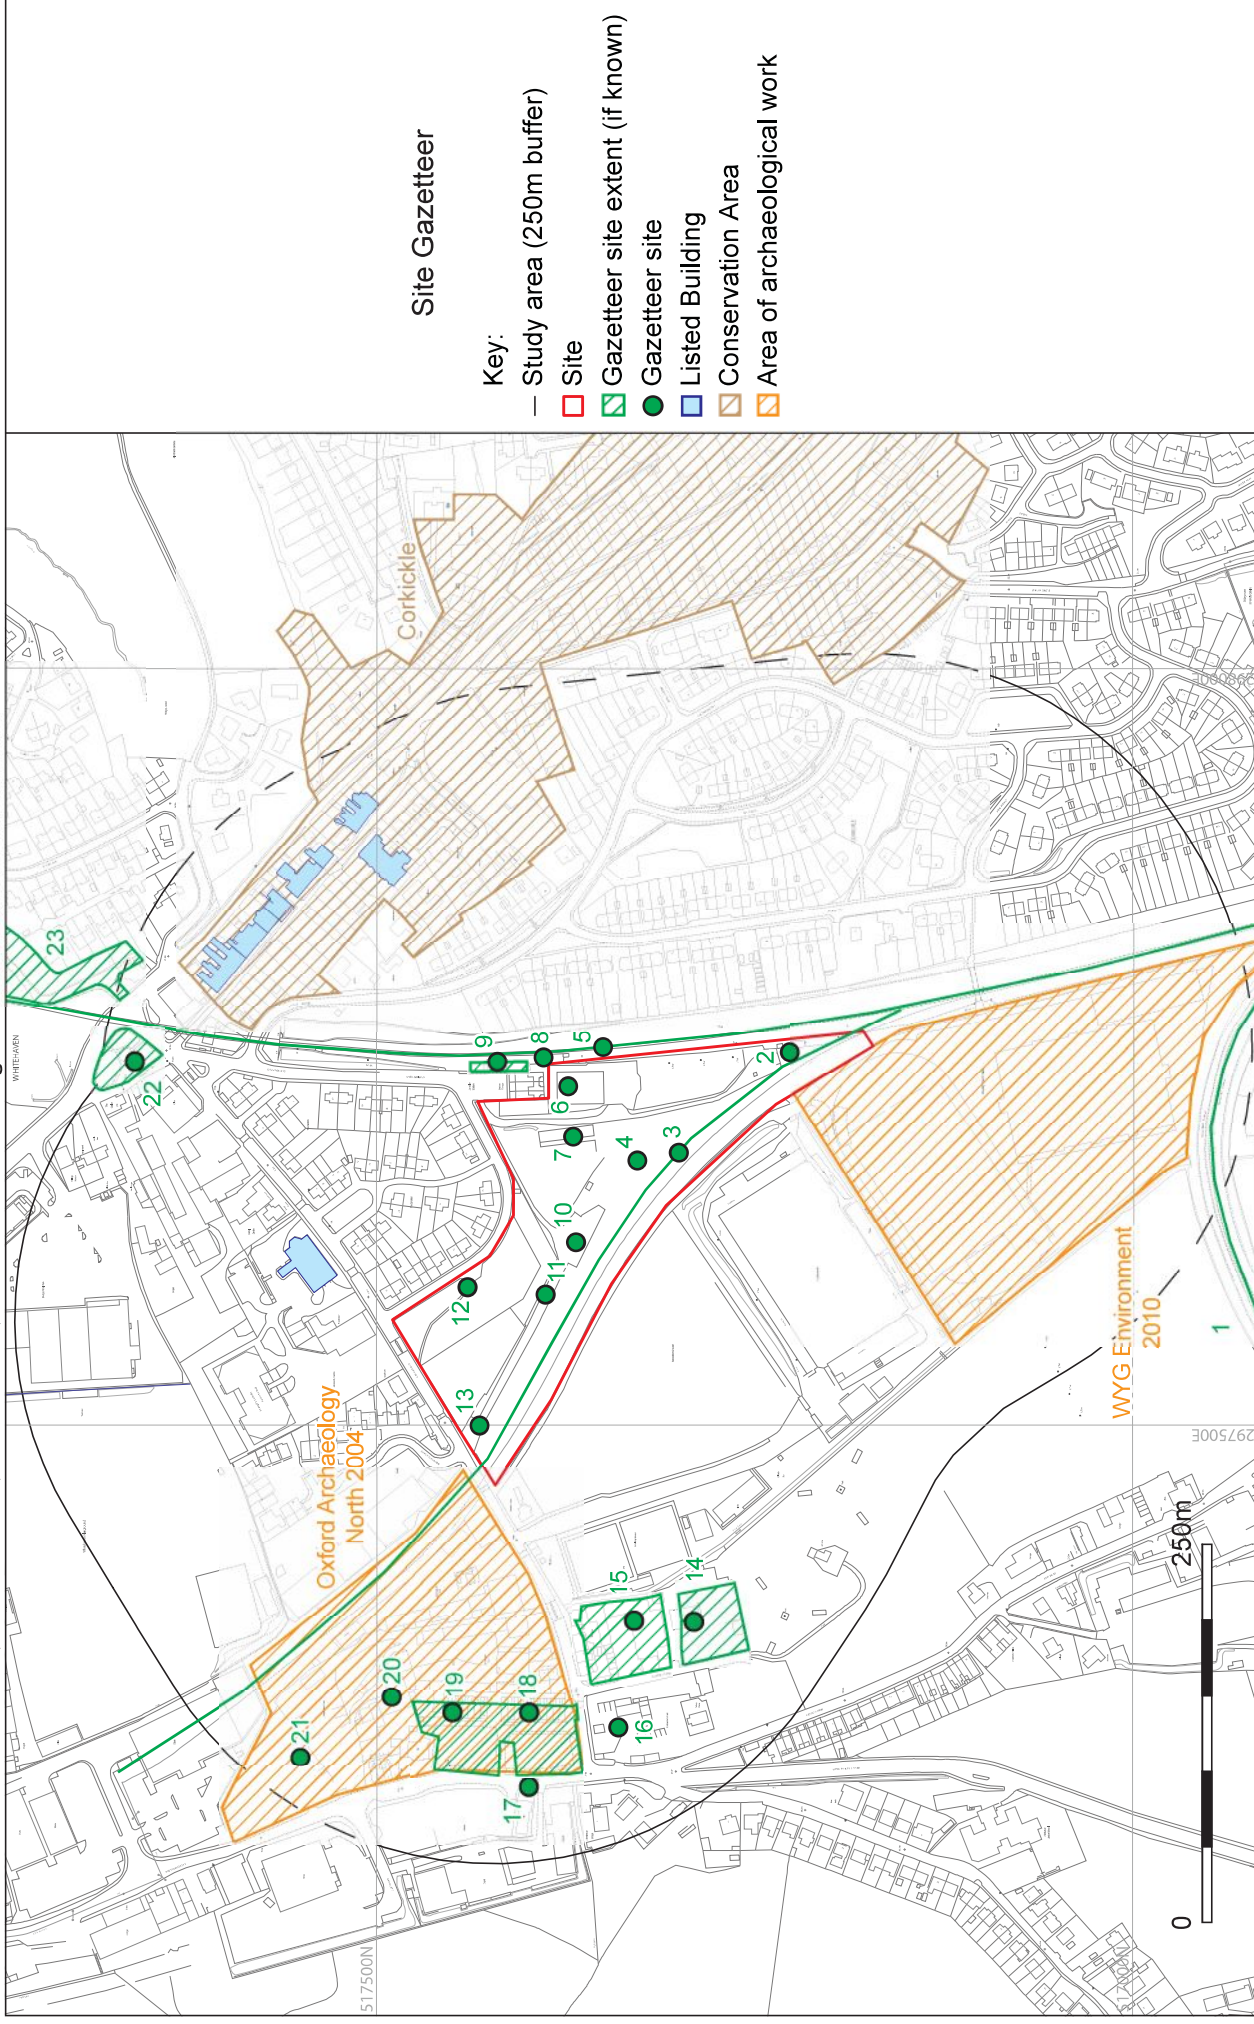 Site Gazetteer
Key:
Study area (250m buffer)
Site
Gazetteer site extent (if known)
Gazetteer site
Listed Building
Conservation Area
Area of archaeological work
WHITEHAVEN
23
22
Corkickle
9
8
5
6
7
2
4
3
10
11
12
13
Oxford Archaeology
North 2004
WYG Environment
2010
1
15
14
20
19
18
21
16
17
298000E
297500E
517500N
517000N
0
250m